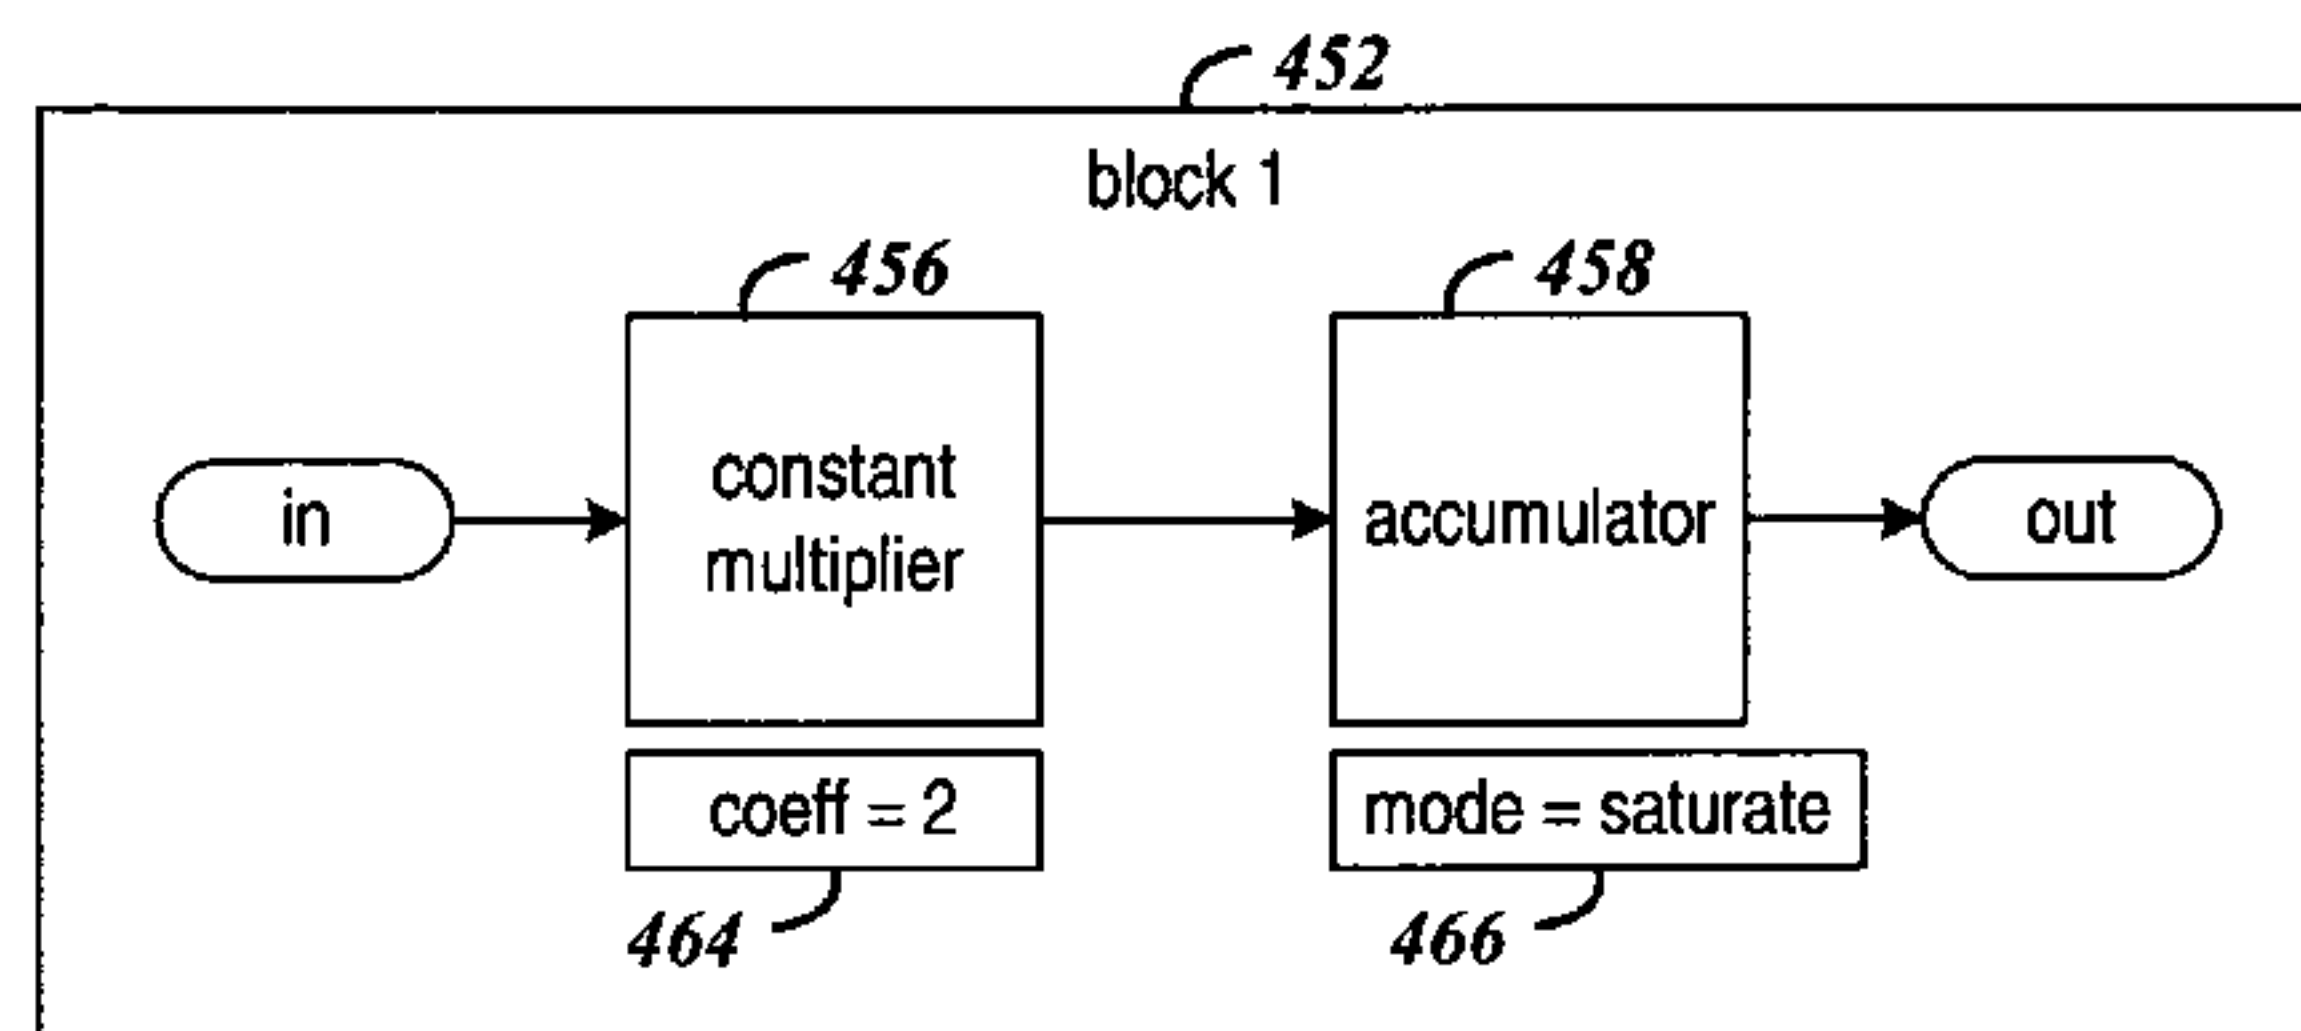 452
block 1
456
458
in
constant
multiplier
accumulator
out
coeff = 2
mode = saturate
464
466